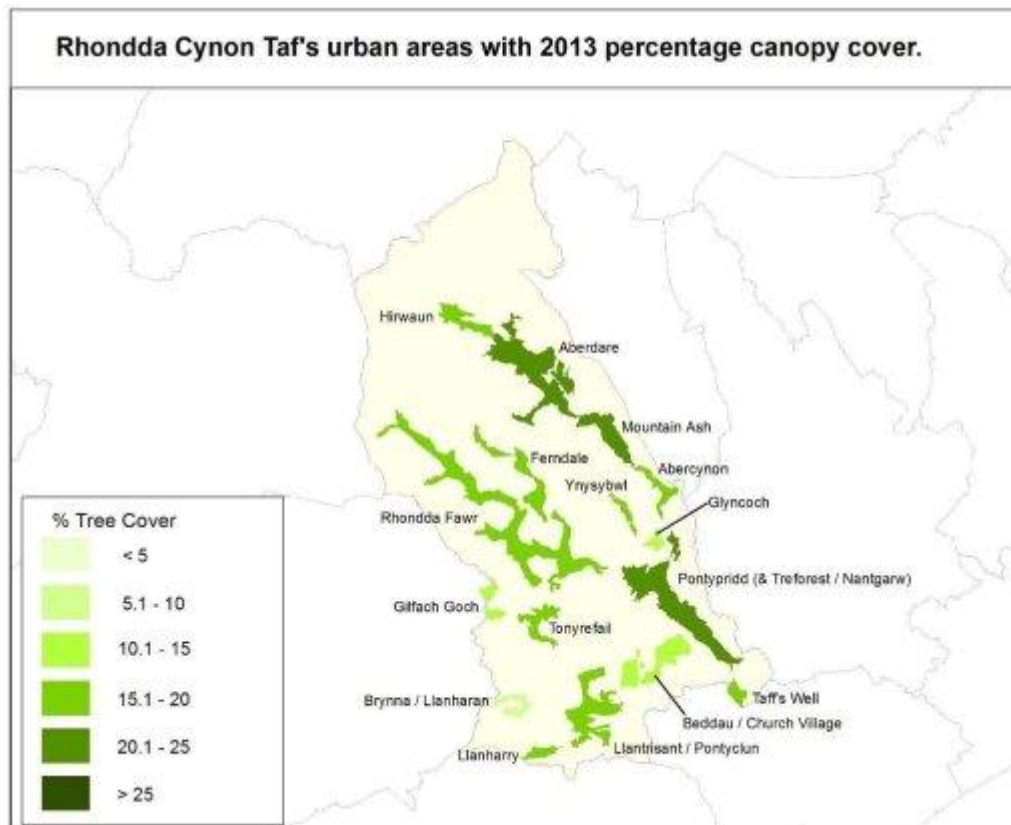 Rhondda Cynon Taf's urban areas with 2013 percentage canopy cover.
Hirwaun
Aberdare
Mountain Ash
Ferndale
Abercynon
Ynysybwl
Glyncoch
Rhondda Fawr
Pontypridd (& Treforest / Nantgarw)
Gilfach Goch
Tonyrefail
Brynna / Llanharan
Taff's Well
Beddau / Church Village
Llanharry
Llantrisant / Pontyclun
% Tree Cover
< 5
5.1 - 10
10.1 - 15
15.1 - 20
20.1 - 25
> 25